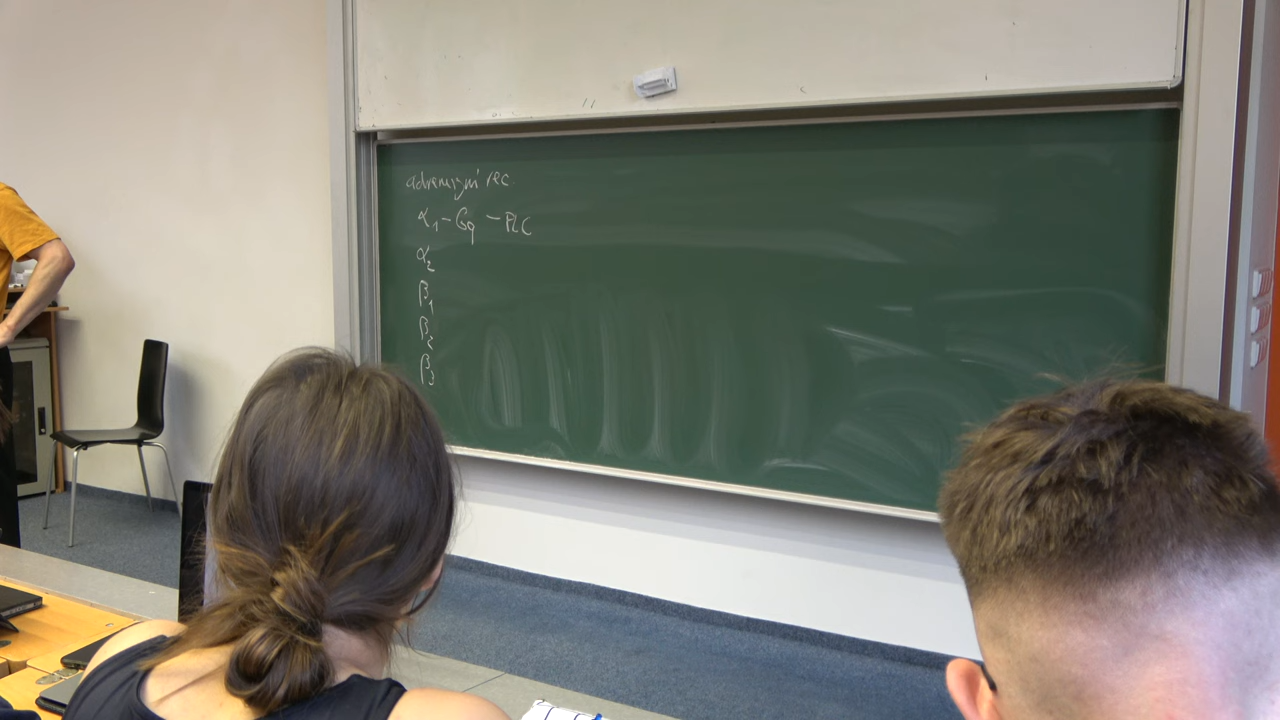 adrenergní rec.
α₁ - Gq - PLC
α₂
β₁
β₂
β₃